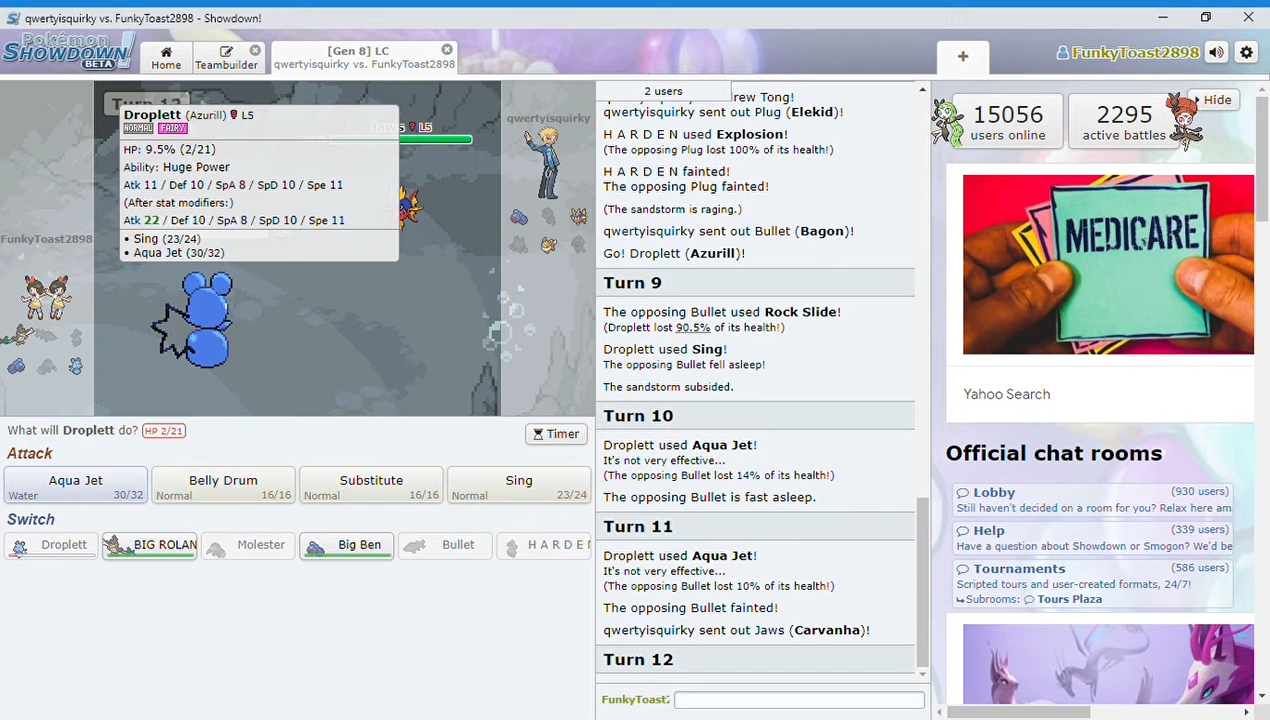 qwertyisquirky vs. FunkyToast2898 - Showdown!
Pokémon
SHOWDOWN!
BETA
Home
Teambuilder
[Gen 8] LC
qwertyisquirky vs. FunkyToast2898
+
FunkyToast2898
Turn 12
Droplett (Azurill) L5
NORMAL FAIRY
HP: 9.5% (2/21)
Ability: Huge Power
Atk 11 / Def 10 / SpA 8 / SpD 10 / Spe 11
(After stat modifiers:)
Atk 22 / Def 10 / SpA 8 / SpD 10 / Spe 11
• Sing (23/24)
• Aqua Jet (30/32)
Jaws L5
qwertyisquirky
FunkyToast2898
What will Droplett do? HP 2/21
Timer
Attack
Aqua Jet
Water 30/32
Belly Drum
Normal 16/16
Substitute
Normal 16/16
Sing
Normal 23/24
Switch
Droplett
BIG ROLAN
Molester
Big Ben
Bullet
H A R D E N
2 users
rew Tong!
qwertyisquirky sent out Plug (Elekid)!
H A R D E N used Explosion!
(The opposing Plug lost 100% of its health!)
H A R D E N fainted!
The opposing Plug fainted!
(The sandstorm is raging.)
qwertyisquirky sent out Bullet (Bagon)!
Go! Droplett (Azurill)!
Turn 9
The opposing Bullet used Rock Slide!
(Droplett lost 90.5% of its health!)
Droplett used Sing!
The opposing Bullet fell asleep!
The sandstorm subsided.
Turn 10
Droplett used Aqua Jet!
It's not very effective...
(The opposing Bullet lost 14% of its health!)
The opposing Bullet is fast asleep.
Turn 11
Droplett used Aqua Jet!
It's not very effective...
(The opposing Bullet lost 10% of its health!)
The opposing Bullet fainted!
qwertyisquirky sent out Jaws (Carvanha)!
Turn 12
FunkyToast2
15056
users online
2295
active battles
Hide
MEDICARE
Yahoo Search
Official chat rooms
Lobby (930 users)
Still haven't decided on a room for you? Relax here am
Help (339 users)
Have a question about Showdown or Smogon? We'd be
Tournaments (586 users)
Scripted tours and user-created formats, 24/7!
↳Subrooms: Tours Plaza